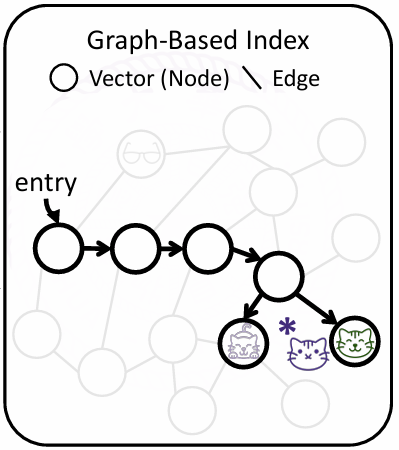 Graph-Based Index
Vector (Node) Edge
entry
*